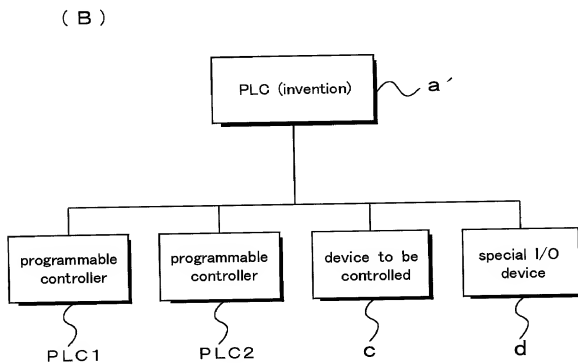 (B)
PLC (invention)
a´
programmable
controller
programmable
controller
device to be
controlled
special I/O
device
PLC1
PLC2
c
d